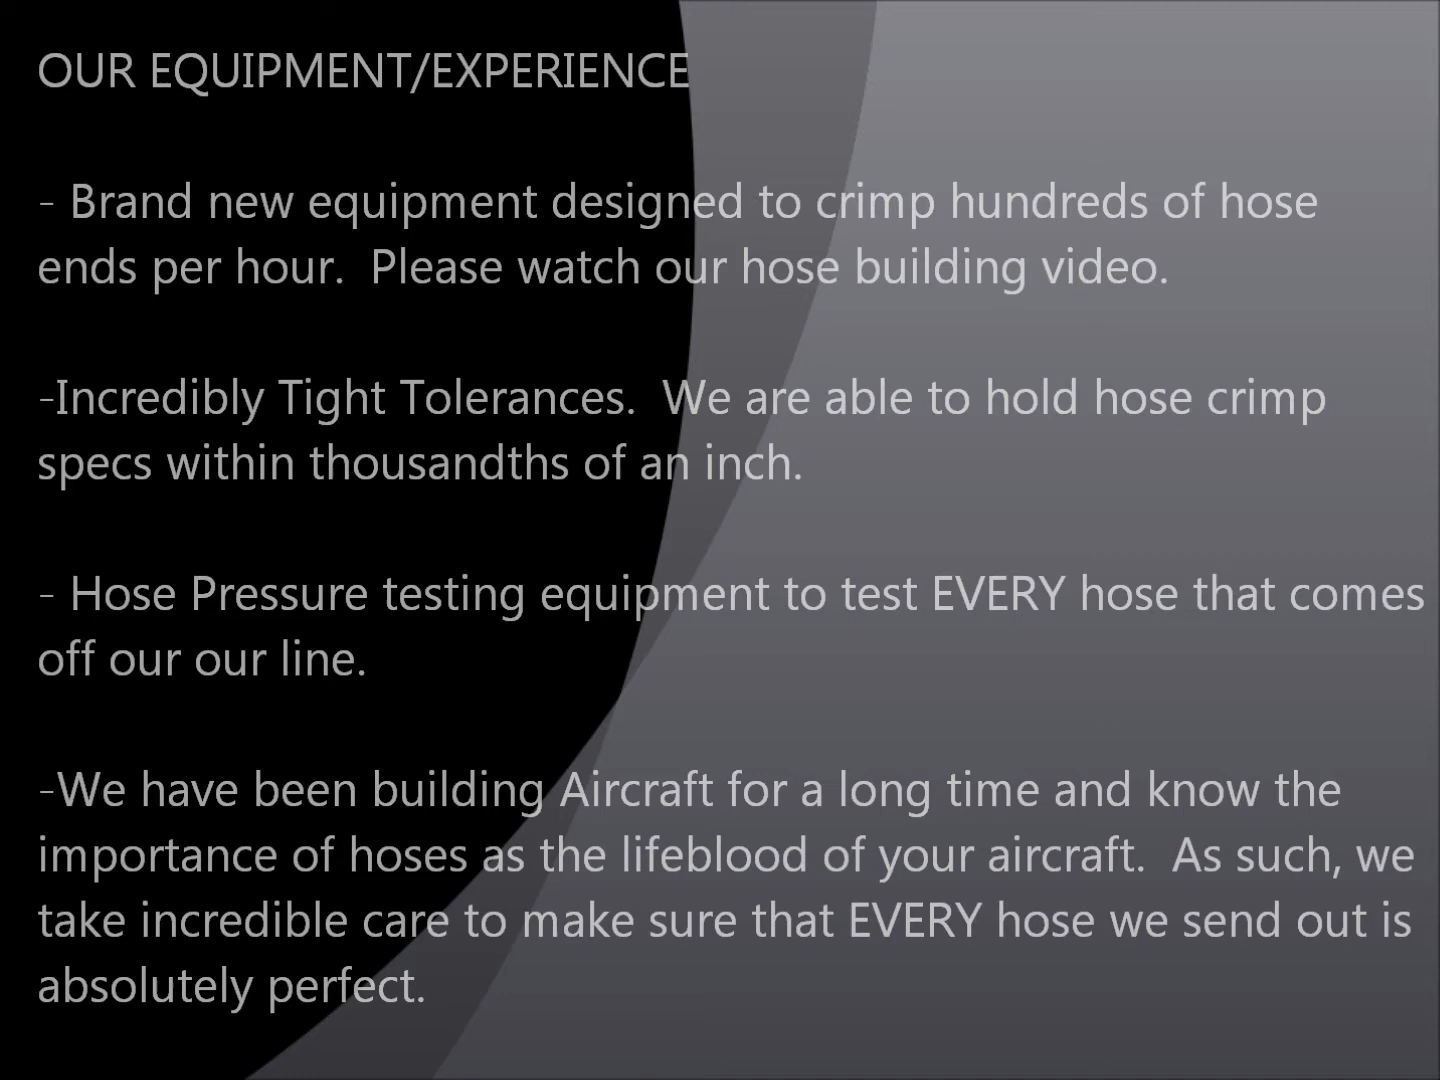 OUR EQUIPMENT/EXPERIENCE
- Brand new equipment designed to crimp hundreds of hose
ends per hour.  Please watch our hose building video.
-Incredibly Tight Tolerances.  We are able to hold hose crimp
specs within thousandths of an inch.
- Hose Pressure testing equipment to test EVERY hose that comes
off our our line.
-We have been building Aircraft for a long time and know the
importance of hoses as the lifeblood of your aircraft.  As such, we
take incredible care to make sure that EVERY hose we send out is
absolutely perfect.